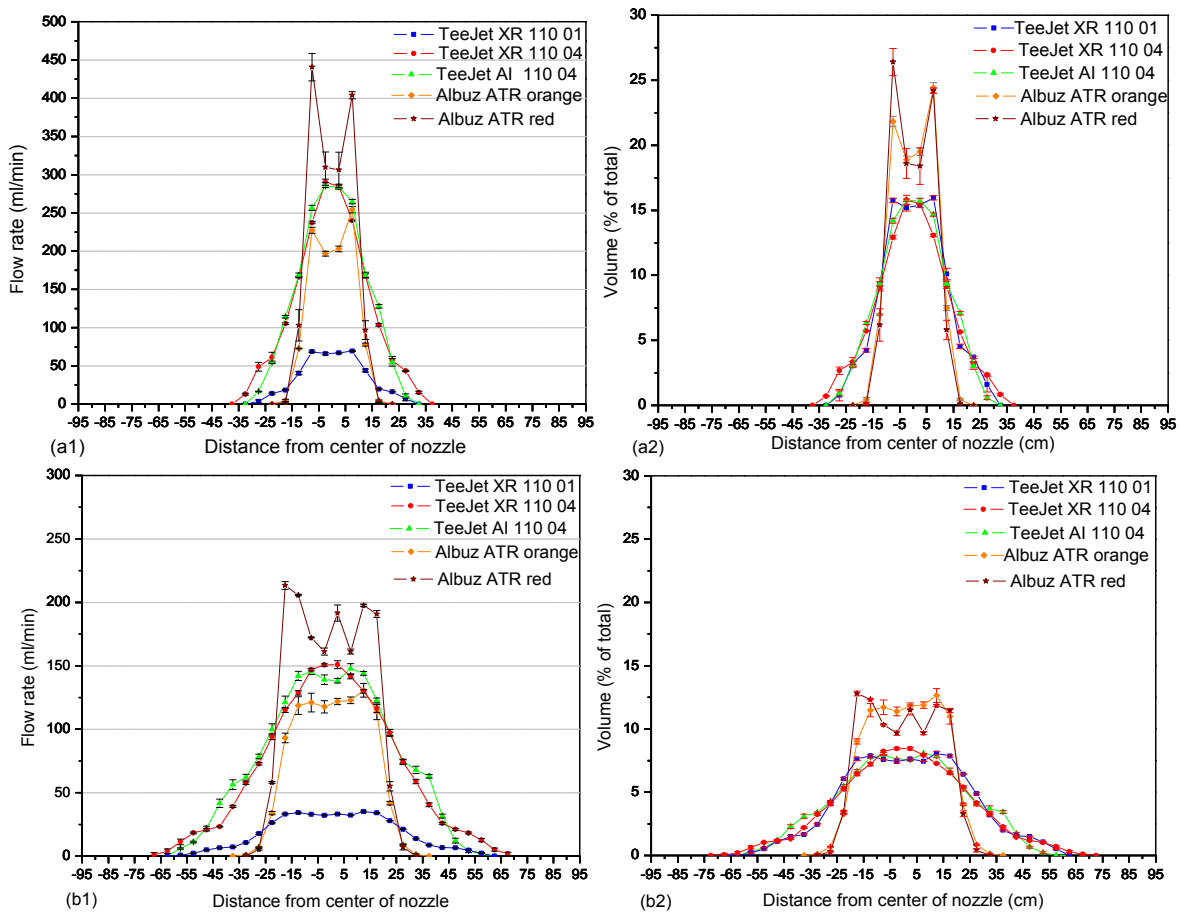 Flow rate (ml/min)
500
450
400
350
300
250
200
150
100
50
0
TeeJet XR 110 01
TeeJet XR 110 04
TeeJet AI 110 04
Albuz ATR orange
Albuz ATR red
-95 -85 -75 -65 -55 -45 -35 -25 -15 -5 5 15 25 35 45 55 65 75 85 95
(a1) Distance from center of nozzle
Volume (% of total)
30
25
20
15
10
5
0
TeeJet XR 110 01
TeeJet XR 110 04
TeeJet AI 110 04
Albuz ATR orange
Albuz ATR red
-95 -85 -75 -65 -55 -45 -35 -25 -15 -5 5 15 25 35 45 55 65 75 85 95
(a2) Distance from center of nozzle (cm)
Flow rate (ml/min)
300
250
200
150
100
50
0
TeeJet XR 110 01
TeeJet XR 110 04
TeeJet AI 110 04
Albuz ATR orange
Albuz ATR red
-95 -85 -75 -65 -55 -45 -35 -25 -15 -5 5 15 25 35 45 55 65 75 85 95
(b1) Distance from center of nozzle
Volume (% of total)
30
25
20
15
10
5
0
TeeJet XR 110 01
TeeJet XR 110 04
TeeJet AI 110 04
Albuz ATR orange
Albuz ATR red
-95 -85 -75 -65 -55 -45 -35 -25 -15 -5 5 15 25 35 45 55 65 75 85 95
(b2) Distance from center of nozzle (cm)